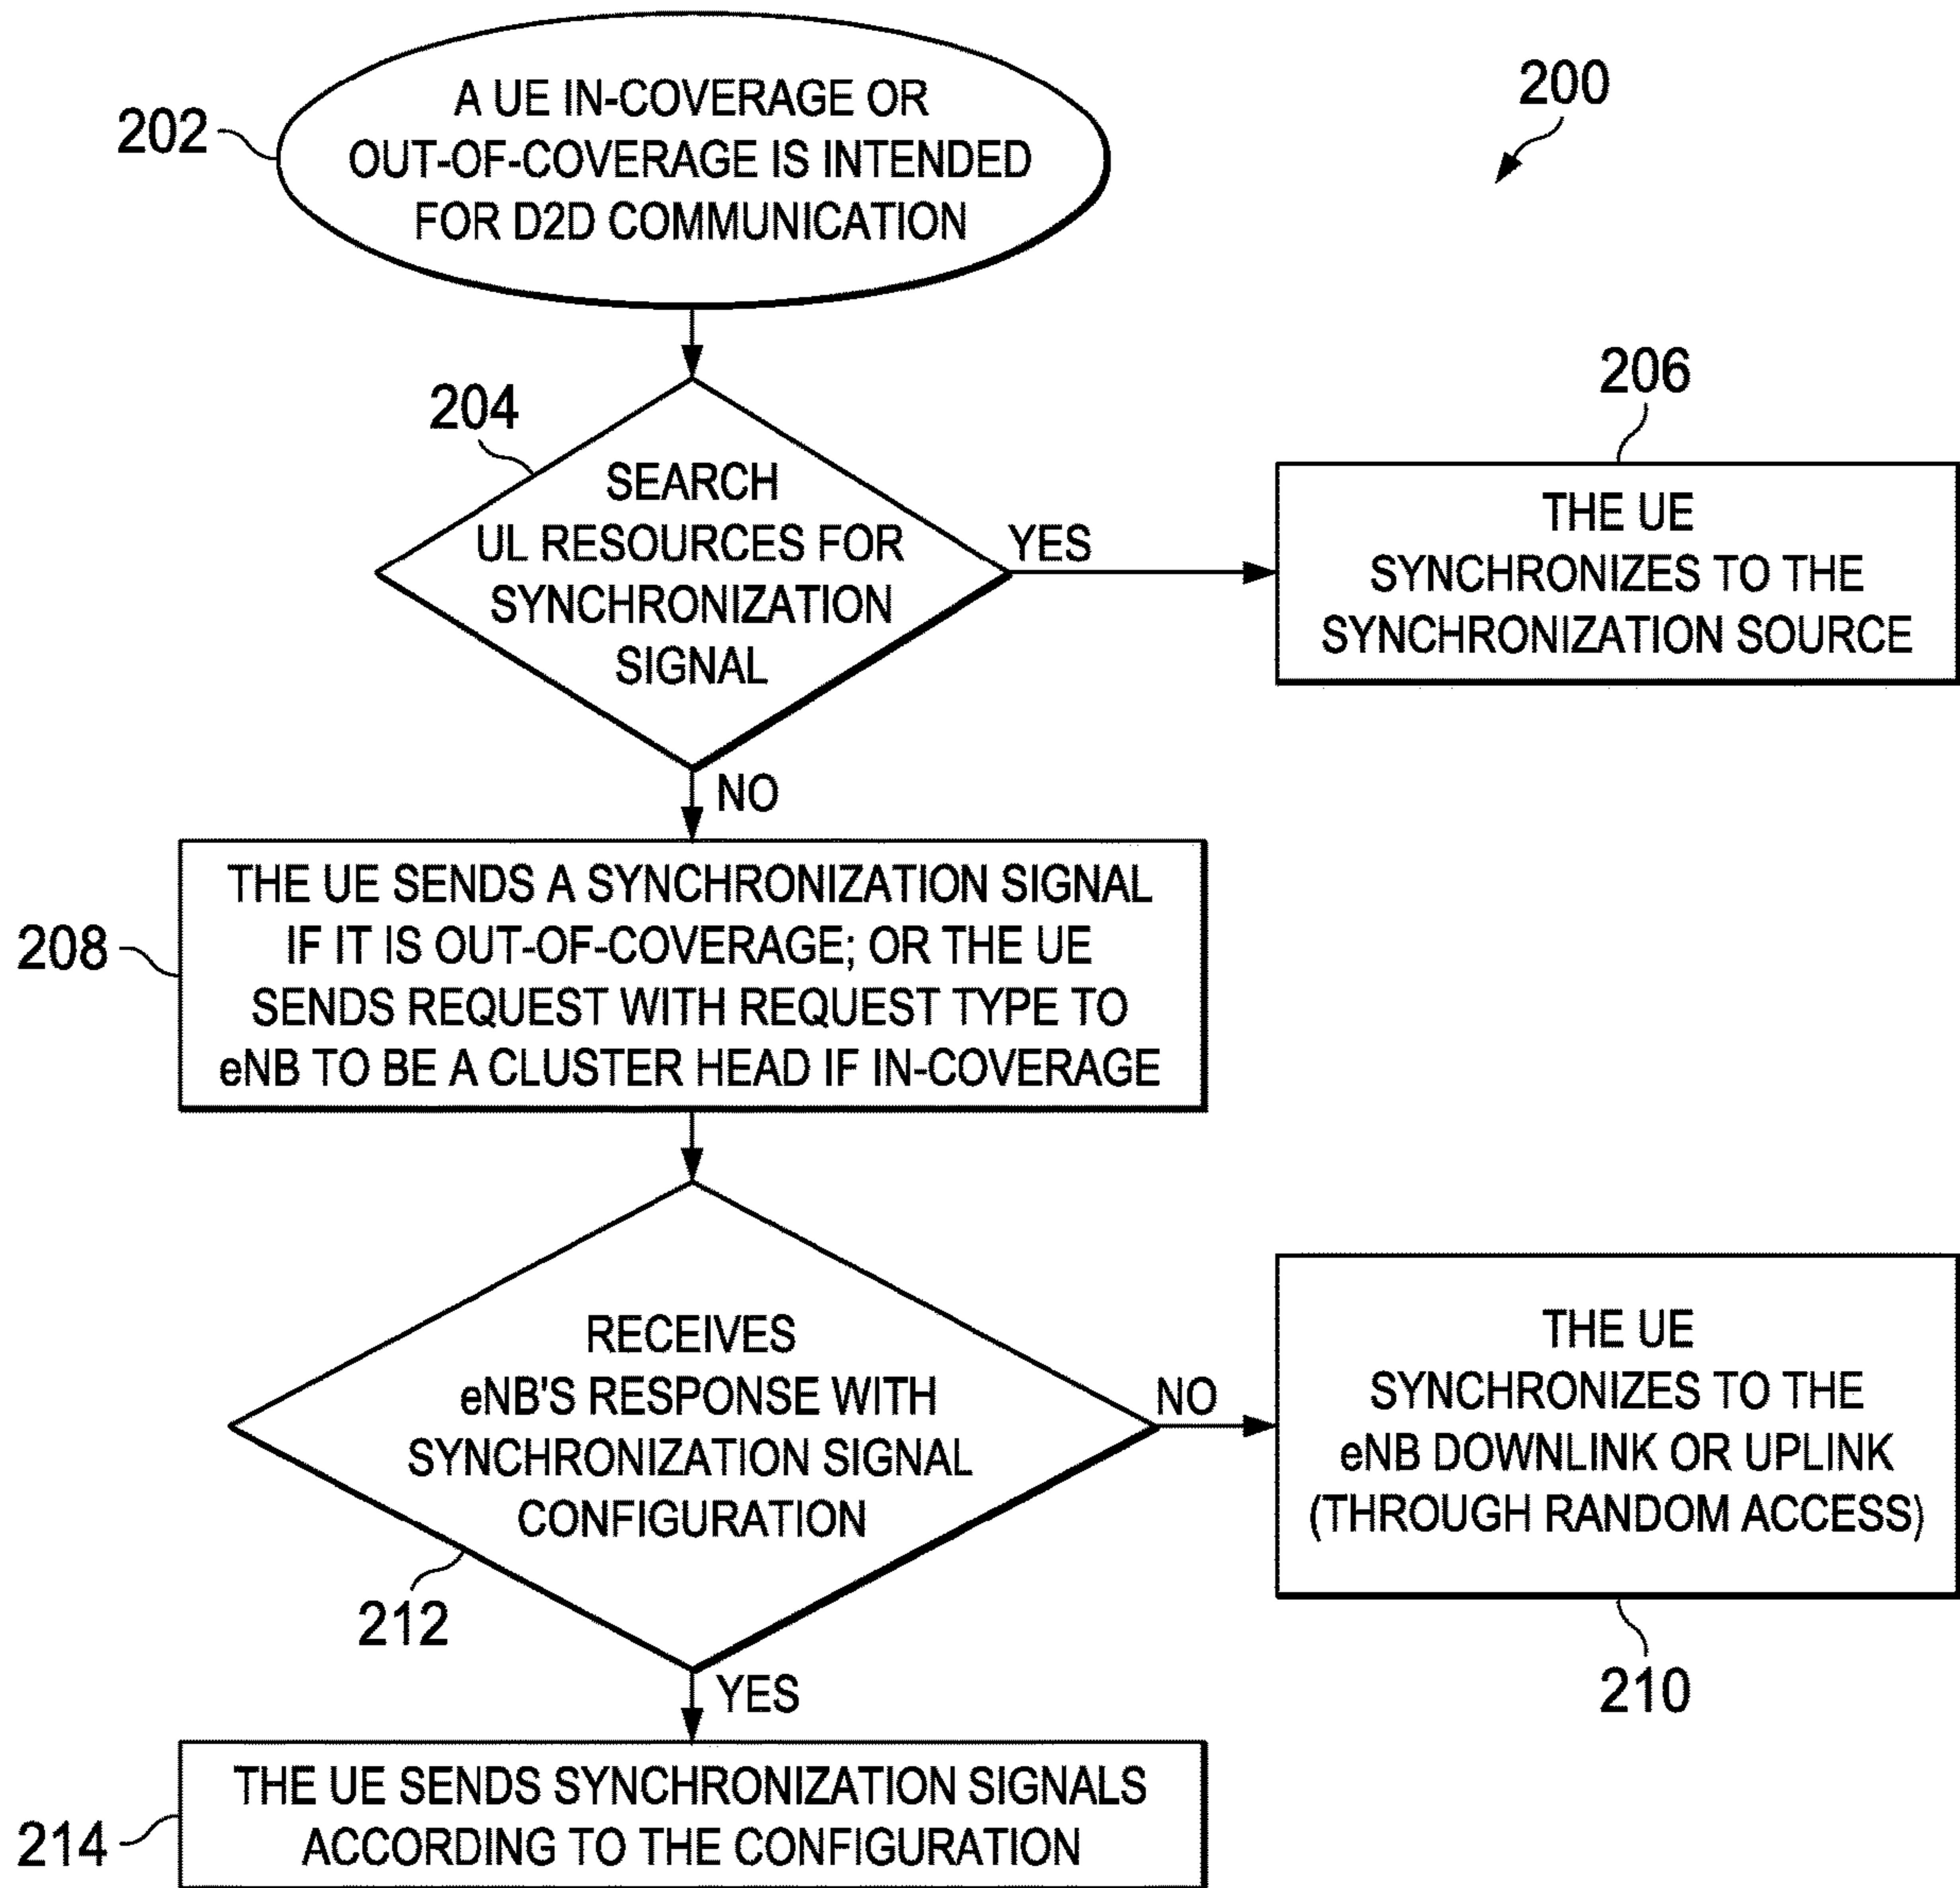 200
202
A UE IN-COVERAGE OR
OUT-OF-COVERAGE IS INTENDED
FOR D2D COMMUNICATION
204
SEARCH
UL RESOURCES FOR
SYNCHRONIZATION
SIGNAL
YES
206
THE UE
SYNCHRONIZES TO THE
SYNCHRONIZATION SOURCE
NO
208
THE UE SENDS A SYNCHRONIZATION SIGNAL
IF IT IS OUT-OF-COVERAGE; OR THE UE
SENDS REQUEST WITH REQUEST TYPE TO
eNB TO BE A CLUSTER HEAD IF IN-COVERAGE
RECEIVES
eNB'S RESPONSE WITH
SYNCHRONIZATION SIGNAL
CONFIGURATION
212
NO
THE UE
SYNCHRONIZES TO THE
eNB DOWNLINK OR UPLINK
(THROUGH RANDOM ACCESS)
210
YES
214
THE UE SENDS SYNCHRONIZATION SIGNALS
ACCORDING TO THE CONFIGURATION